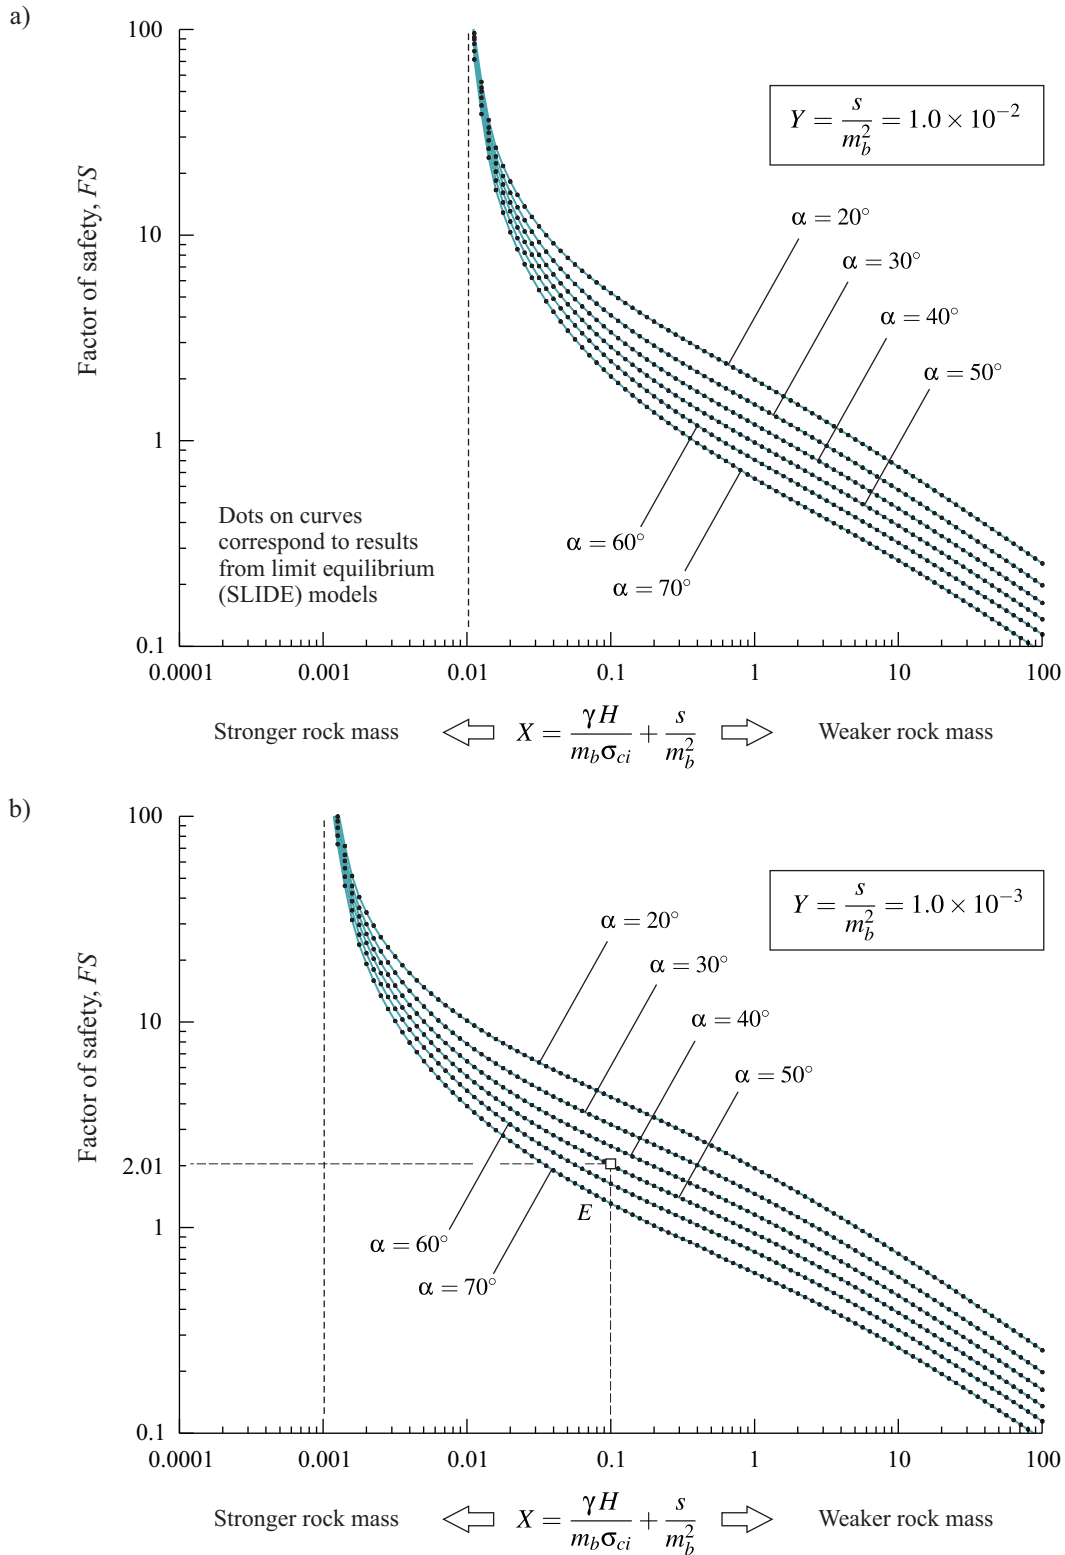 a)
100
10
1
0.1
Factor of safety, FS
Y = s/m_b^2 = 1.0 × 10^−2
α = 20°
α = 30°
α = 40°
α = 50°
α = 60°
α = 70°
Dots on curves
correspond to results
from limit equilibrium
(SLIDE) models
0.0001 0.001 0.01 0.1 1 10 100
Stronger rock mass X = γH/(m_b σ_ci) + s/m_b^2 Weaker rock mass
b)
100
10
2.01
1
0.1
Factor of safety, FS
Y = s/m_b^2 = 1.0 × 10^−3
α = 20°
α = 30°
α = 40°
α = 50°
E
α = 60°
α = 70°
0.0001 0.001 0.01 0.1 1 10 100
Stronger rock mass X = γH/(m_b σ_ci) + s/m_b^2 Weaker rock mass